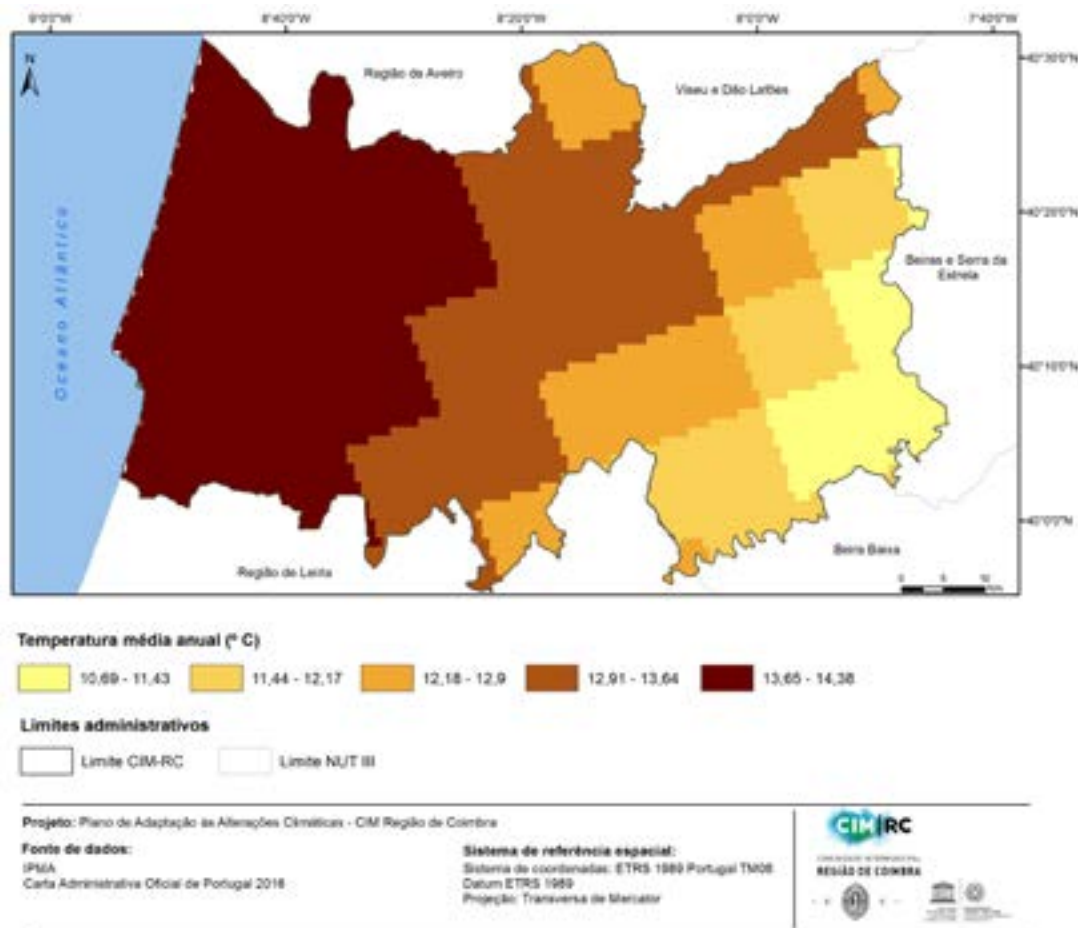 8°40'0"W 8°20'0"W 8°0'0"W 7°40'0"W
N
Região de Aveiro
Viseu e Dão Lafões
40°20'0"N
Oceano Atlântico
Beiras e Serra da
Estrela
40°10'0"N
40°0'0"N
Região de Leiria
Beira Baixa
0 5 10
Temperatura média anual (º C)
10,69 - 11,43 11,44 - 12,17 12,18 - 12,9 12,91 - 13,64 13,65 - 14,38
Limites administrativos
Limite CIM-RC Limite NUT III
Projeto: Plano de Adaptação às Alterações Climáticas - CIM Região de Coimbra
Fonte de dados:
IPMA
Carta Administrativa Oficial de Portugal 2016
Sistema de referência espacial:
Sistema de coordenadas: ETRS 1989 Portugal TM06
Datum ETRS 1989
Projeção: Transversa de Mercator
CIM RC
REGIÃO DE COIMBRA